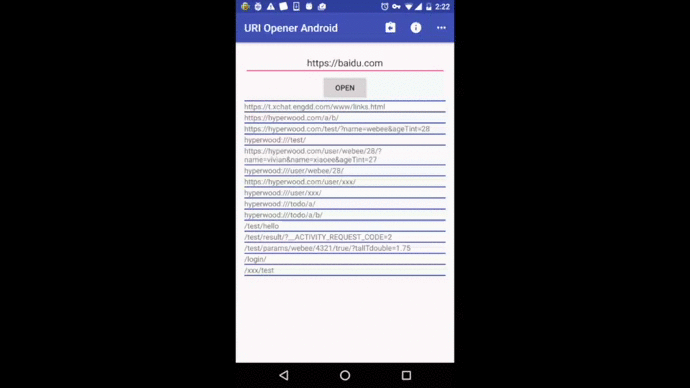 2:22
URI Opener Android
https://baidu.com
OPEN
https://t.xchat.engdd.com/www/links.html
https://hyperwood.com/a/b/
https://hyperwood.com/test/?name=webee&ageTint=28
hyperwood:///test/
https://hyperwood.com/user/webee/28/?
name=vivian&name=xiaoee&ageTint=27
hyperwood:///user/webee/28/
https://hyperwood.com/user/xxx/
hyperwood:///user/xxx/
hyperwood:///todo/a/
hyperwood:///todo/a/b/
/test/hello
/test/result/?__ACTIVITY_REQUEST_CODE=2
/test/params/webee/4321/true/?tallTdouble=1.75
/login/
/xxx/test